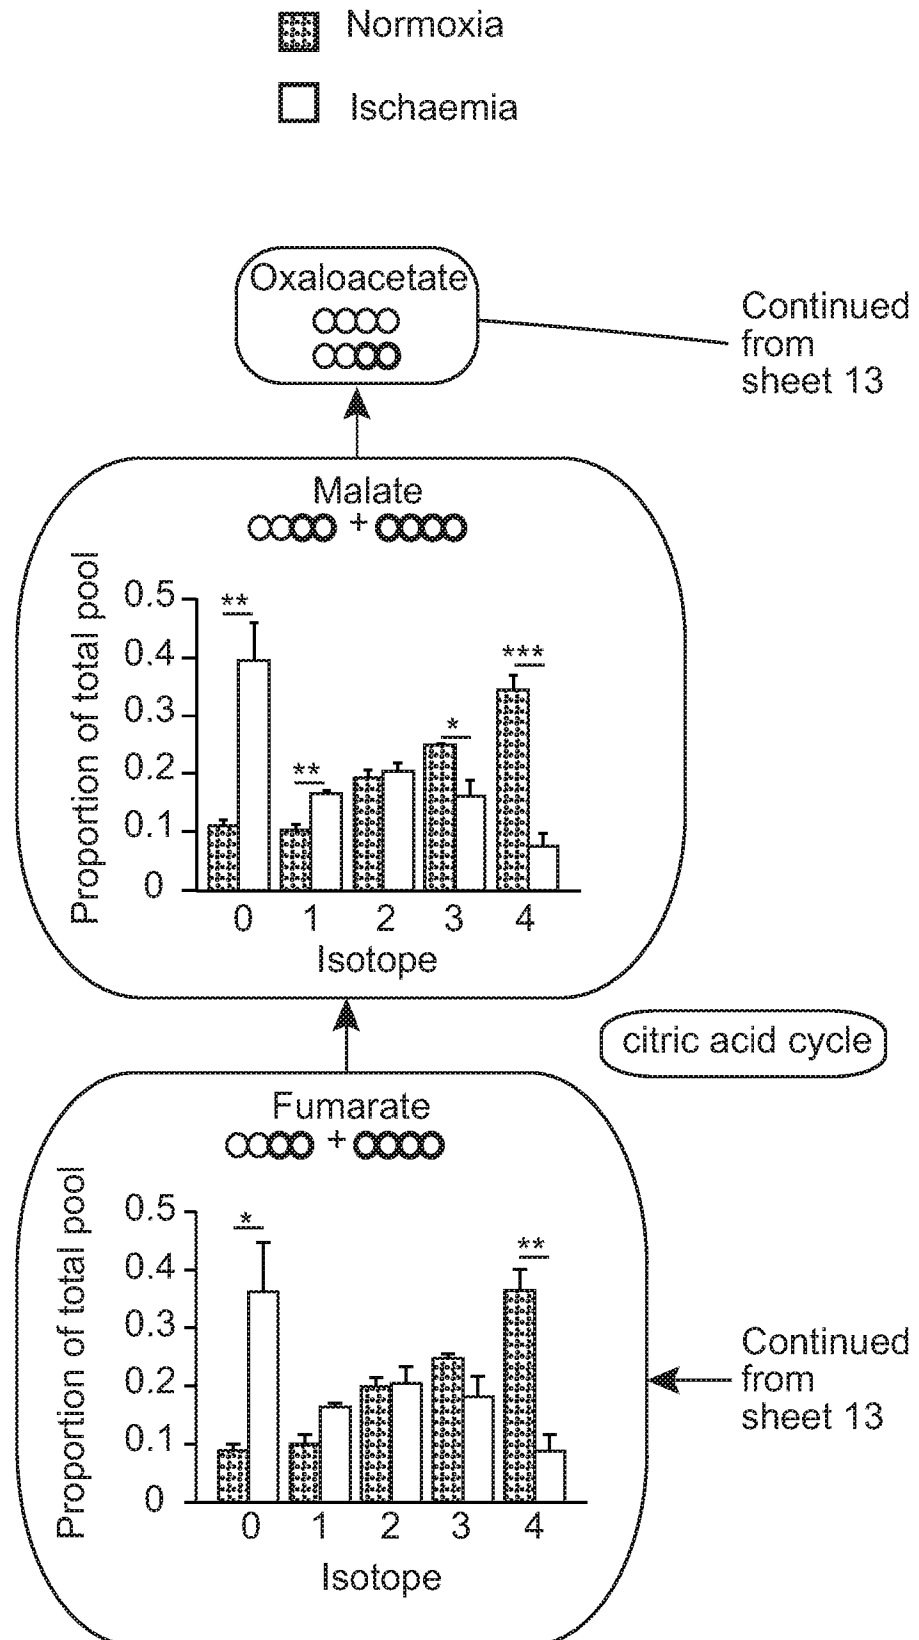 Normoxia
Ischaemia
Oxaloacetate
Continued
from
sheet 13
Malate
+
Proportion of total pool
0.5
0.4
0.3
0.2
0.1
0
**
**
*
***
0 1 2 3 4
Isotope
citric acid cycle
Fumarate
+
Proportion of total pool
0.5
0.4
0.3
0.2
0.1
0
*
**
0 1 2 3 4
Isotope
Continued
from
sheet 13